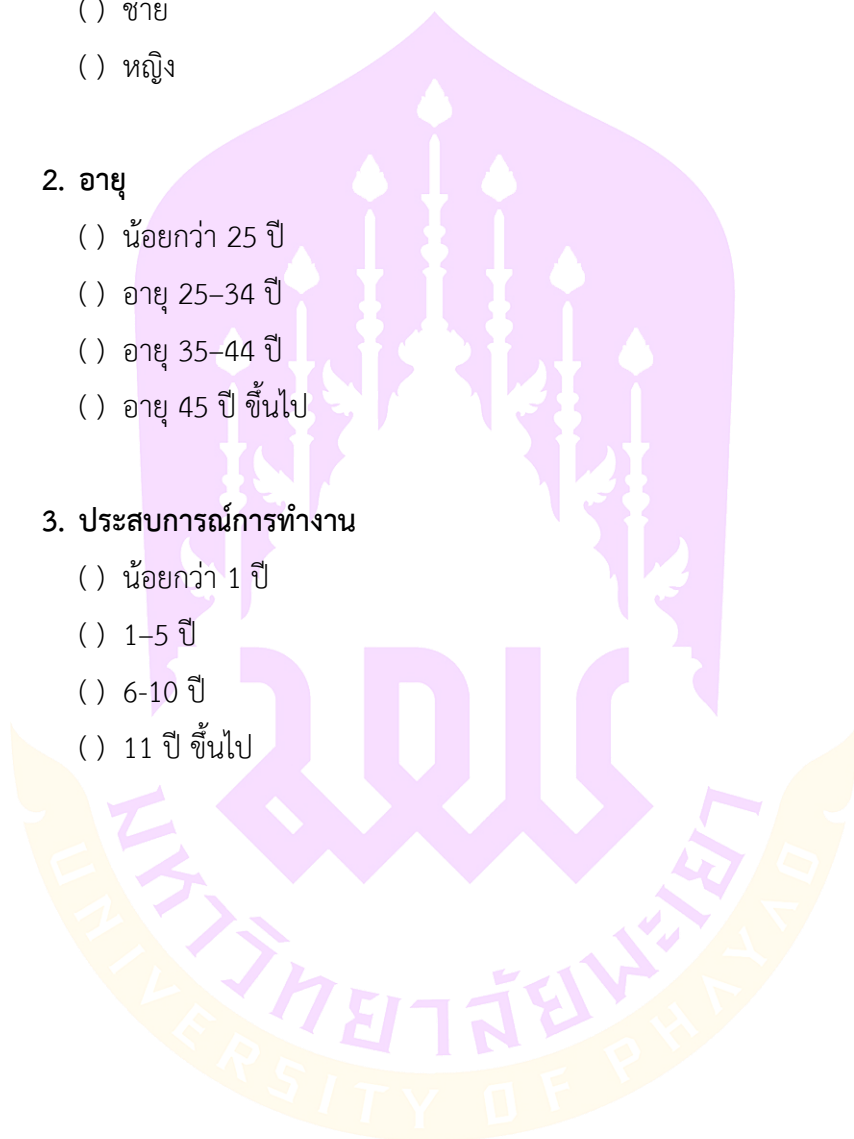 ( ) ชาย
( ) หญิง
2. อายุ
( ) น้อยกว่า 25 ปี
( ) อายุ 25–34 ปี
( ) อายุ 35–44 ปี
( ) อายุ 45 ปี ขึ้นไป
3. ประสบการณ์การทำงาน
( ) น้อยกว่า 1 ปี
( ) 1–5 ปี
( ) 6-10 ปี
( ) 11 ปี ขึ้นไป
มหาวิทยาลัยพะเยา
UNIVERSITY OF PHAYAO